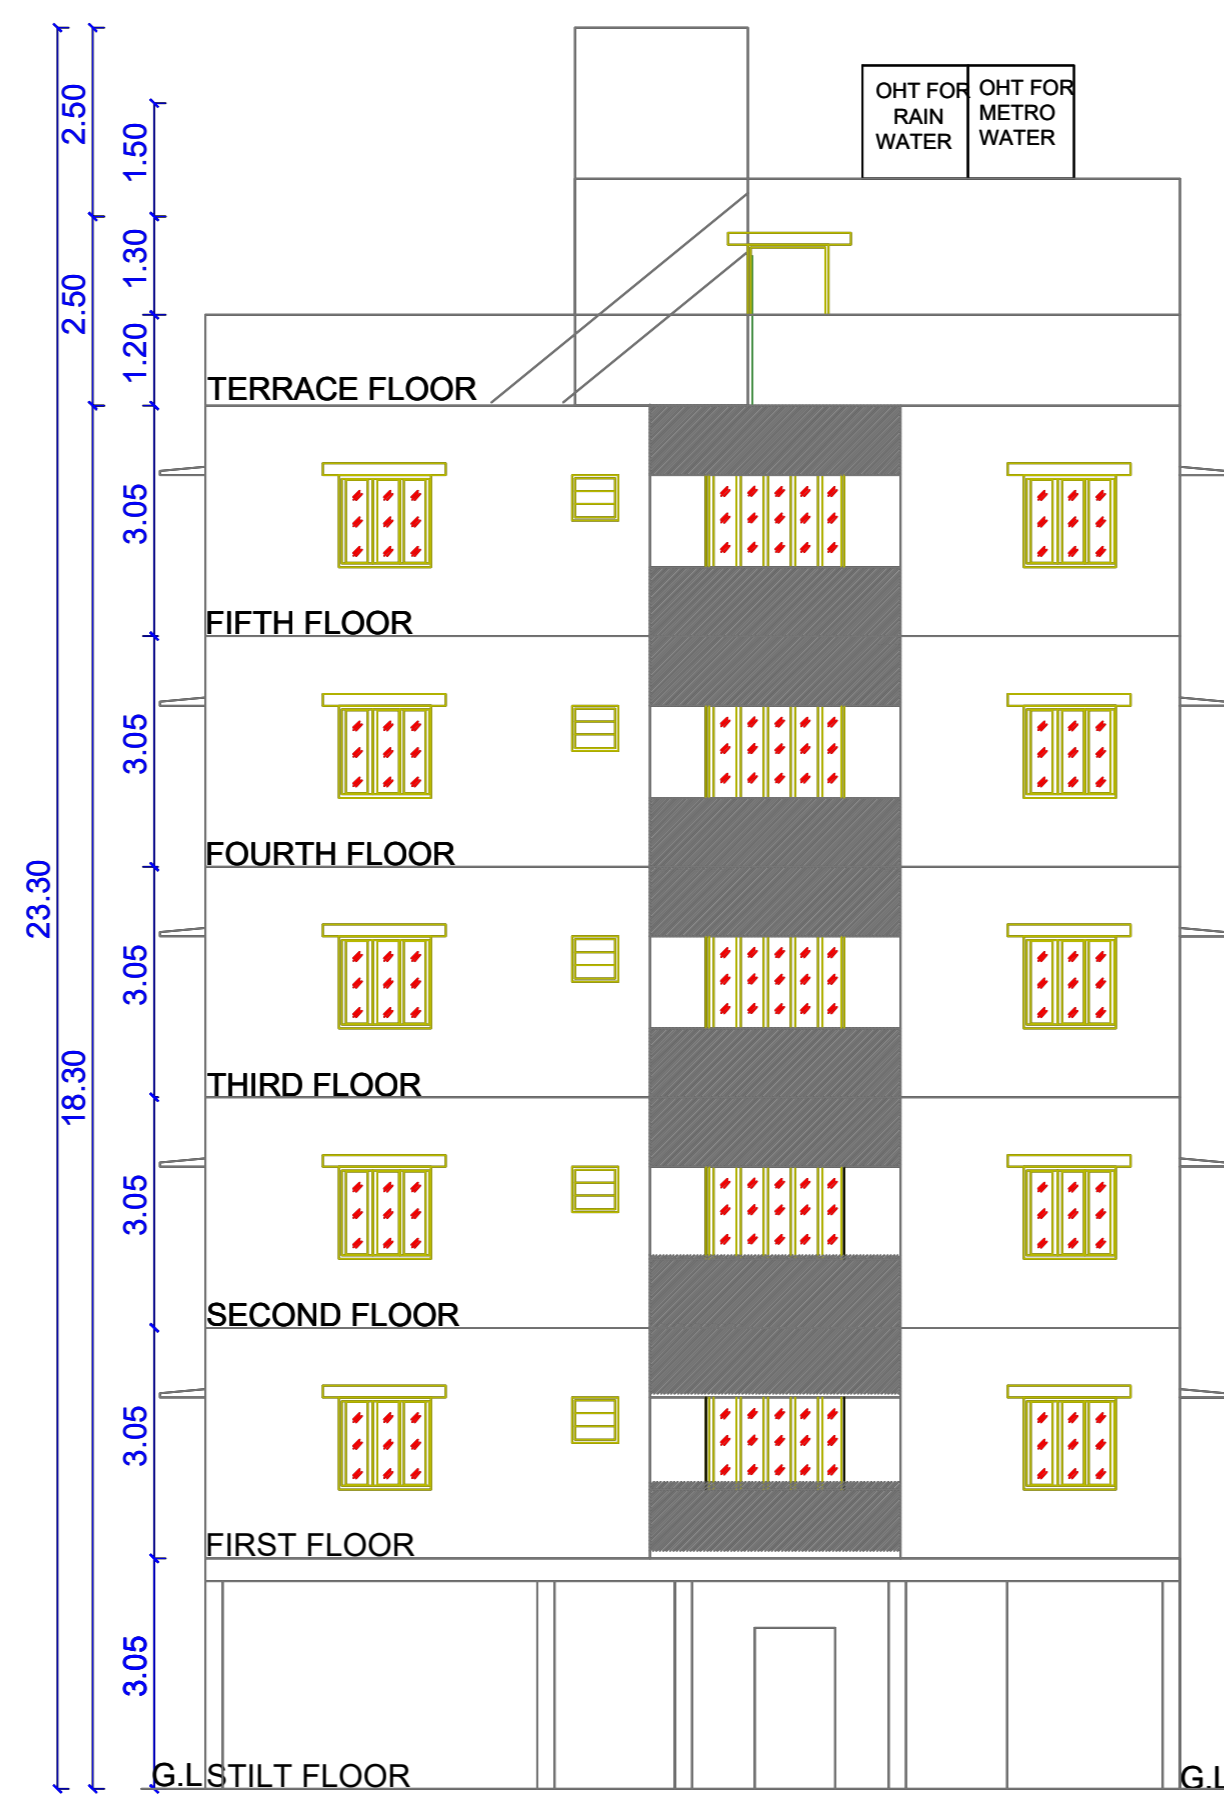 2.50
1.50
OHT FOR
RAIN
WATER
OHT FOR
METRO
WATER
1.30
2.50
1.20
TERRACE FLOOR
3.05
FIFTH FLOOR
3.05
FOURTH FLOOR
23.30
3.05
18.30
THIRD FLOOR
3.05
SECOND FLOOR
3.05
FIRST FLOOR
3.05
G.L STILT FLOOR
G.L